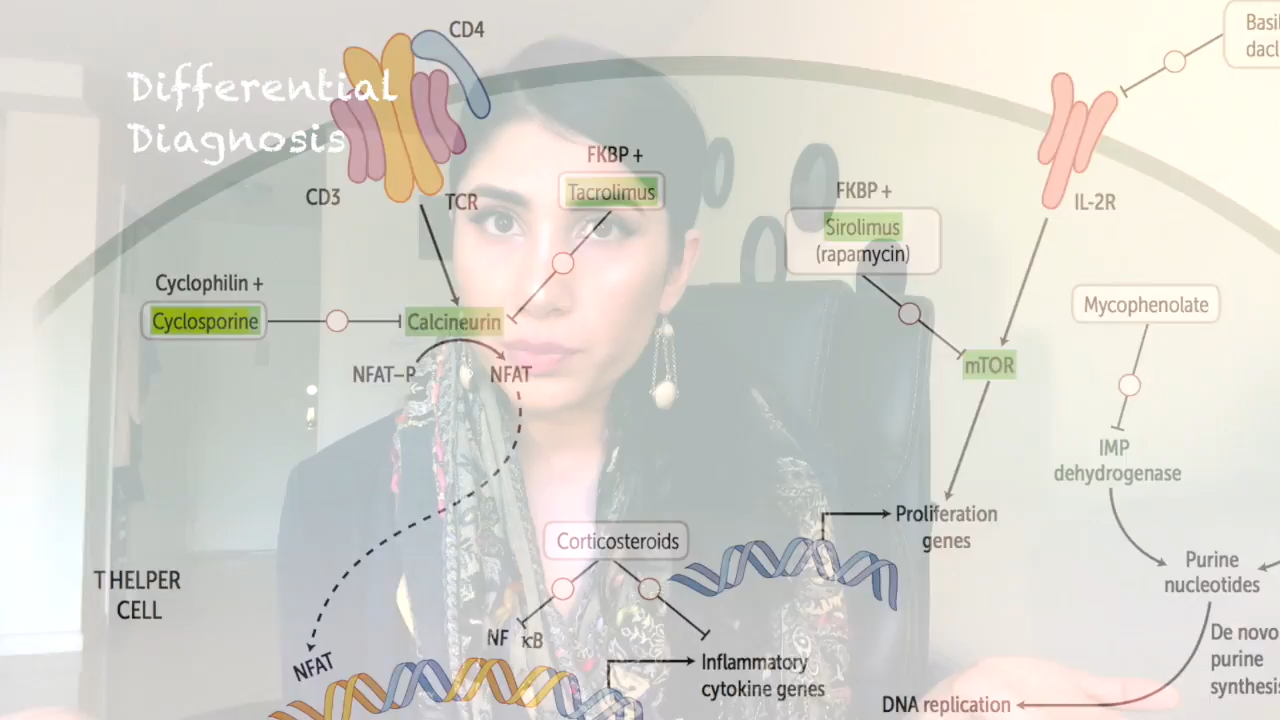 Differential
Diagnosis
CD4
CD3
TCR
FKBP +
Tacrolimus
FKBP +
Sirolimus
(rapamycin)
IL-2R
Cyclophilin +
Cyclosporine
Calcineurin
NFAT–P
NFAT
mTOR
Mycophenolate
IMP
dehydrogenase
Proliferation
genes
Corticosteroids
Purine
nucleotides
T HELPER
CELL
NF κB
NFAT
Inflammatory
cytokine genes
De novo
purine
synthesis
DNA replication